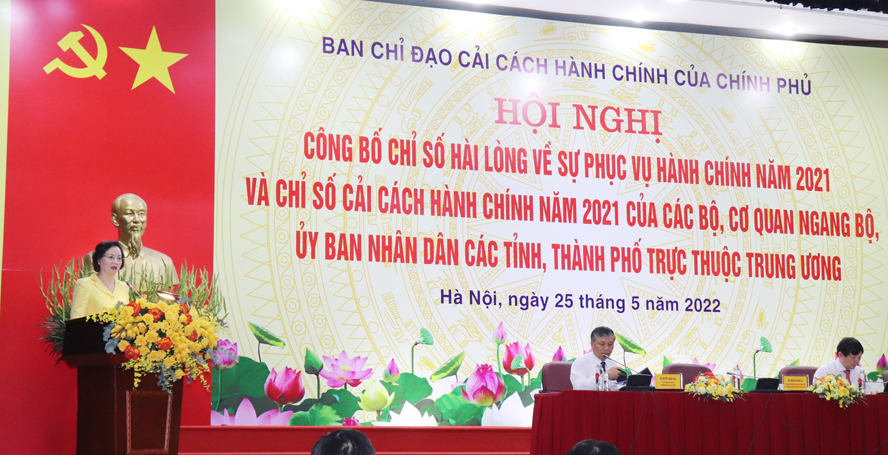 BAN CHỈ ĐẠO CẢI CÁCH HÀNH CHÍNH CỦA CHÍNH PHỦ
HỘI NGHỊ
CÔNG BỐ CHỈ SỐ HÀI LÒNG VỀ SỰ PHỤC VỤ HÀNH CHÍNH NĂM 2021
VÀ CHỈ SỐ CẢI CÁCH HÀNH CHÍNH NĂM 2021 CỦA CÁC BỘ, CƠ QUAN NGANG BỘ,
ỦY BAN NHÂN DÂN CÁC TỈNH, THÀNH PHỐ TRỰC THUỘC TRUNG ƯƠNG
Hà Nội, ngày 25 tháng 5 năm 2022